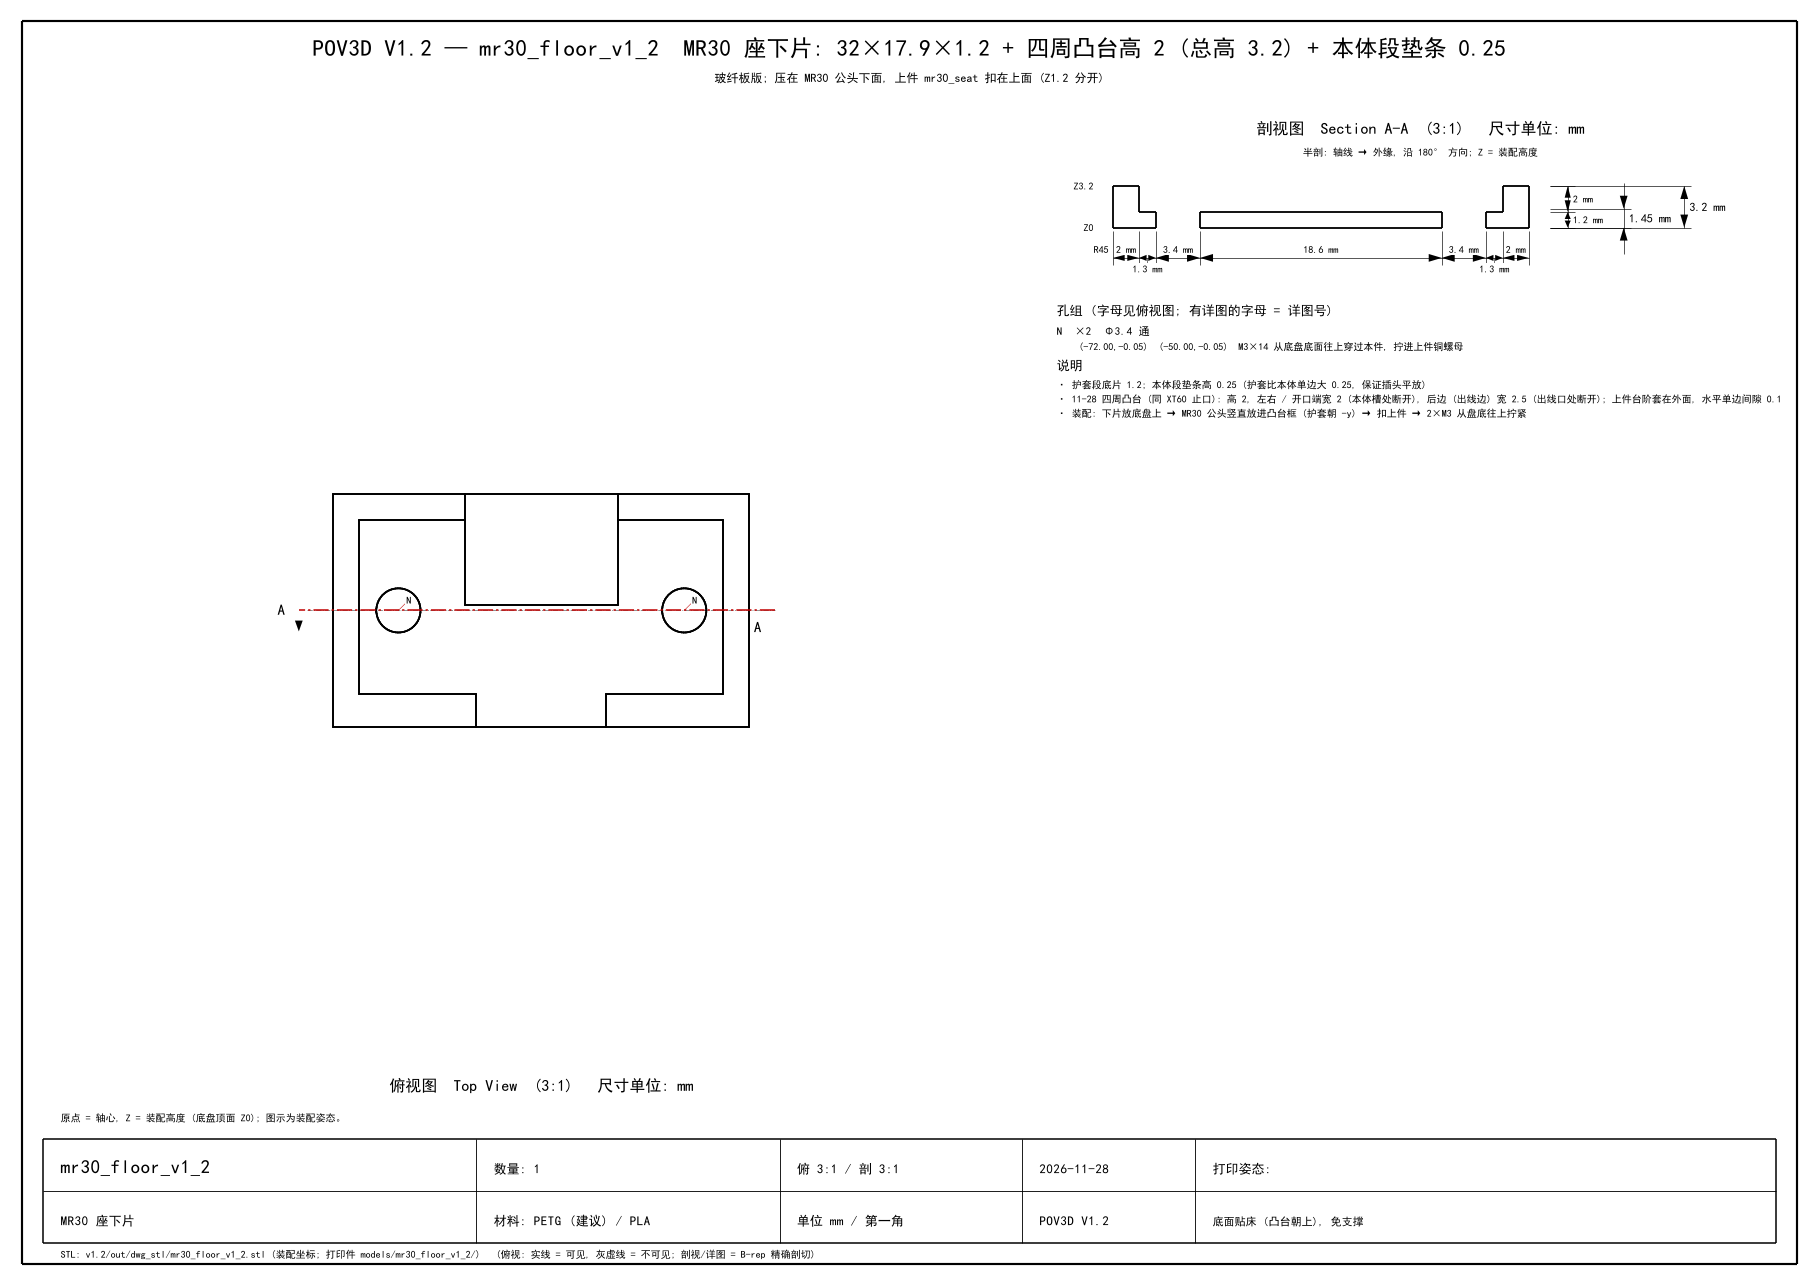 POV3D V1.2 — mr30_floor_v1_2  MR30 座下片: 32×17.9×1.2 + 四周凸台高 2 (总高 3.2) + 本体段垫条 0.25
玻纤板版; 压在 MR30 公头下面, 上件 mr30_seat 扣在上面 (Z1.2 分开)
剖视图  Section A-A  (3:1)  尺寸单位: mm
半剖: 轴线 → 外缘, 沿 180° 方向; Z = 装配高度
Z3.2
Z0
R45
2 mm
1.3 mm
3.4 mm
18.6 mm
3.4 mm
1.3 mm
2 mm
2 mm
1.2 mm
1.45 mm
3.2 mm
孔组 (字母见俯视图; 有详图的字母 = 详图号)
N  ×2  Φ3.4 通
(-72.00,-0.05)  (-50.00,-0.05)  M3×14 从底盘底面往上穿过本件, 拧进上件铜螺母
说明
· 护套段底片 1.2; 本体段垫条高 0.25 (护套比本体单边大 0.25, 保证插头平放)
· 11-28 四周凸台 (同 XT60 止口): 高 2, 左右 / 开口端宽 2 (本体槽处断开), 后边 (出线边) 宽 2.5 (出线口处断开); 上件台阶套在外面, 水平单边间隙 0.1
· 装配: 下片放底盘上 → MR30 公头竖直放进凸台框 (护套朝 -y) → 扣上件 → 2×M3 从盘底往上拧紧
A
N
N
A
俯视图  Top View  (3:1)  尺寸单位: mm
原点 = 轴心, Z = 装配高度 (底盘顶面 Z0); 图示为装配姿态。
mr30_floor_v1_2
数量: 1
俯 3:1 / 剖 3:1
2026-11-28
打印姿态:
MR30 座下片
材料: PETG (建议) / PLA
单位 mm / 第一角
POV3D V1.2
底面贴床 (凸台朝上), 免支撑
STL: v1.2/out/dwg_stl/mr30_floor_v1_2.stl (装配坐标; 打印件 models/mr30_floor_v1_2/)  (俯视: 实线 = 可见, 灰虚线 = 不可见; 剖视/详图 = B-rep 精确剖切)